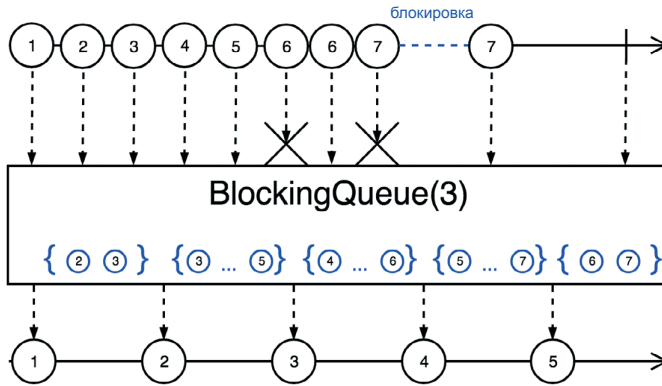 блокировка
1 2 3 4 5 6 6 7 7
BlockingQueue(3)
{ 2 3 } { 3 ... 5 } { 4 ... 6 } { 5 ... 7 } { 6 7 }
1 2 3 4 5